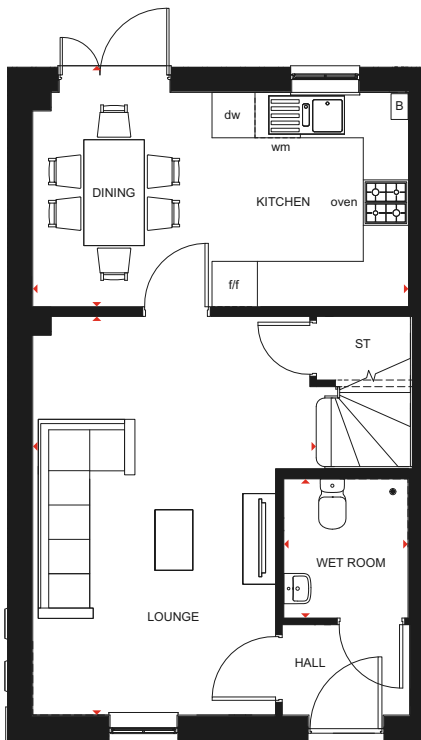 B
dw
wm
DINING
KITCHEN
oven
f/f
ST
WET ROOM
LOUNGE
HALL